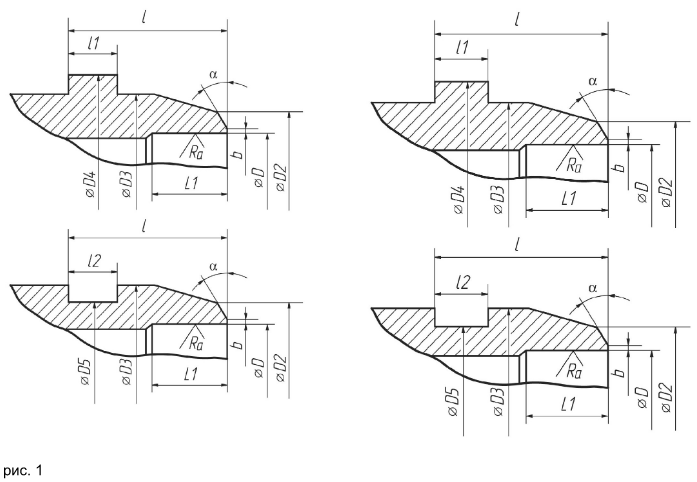 l
l1
α
Ra
b
L1
⌀D4
⌀D3
⌀D
⌀D2
l
l1
α
Ra
b
L1
⌀D4
⌀D3
⌀D
⌀D2
l
l2
α
Ra
b
L1
⌀D5
⌀D3
⌀D
⌀D2
l
l2
α
Ra
b
L1
⌀D5
⌀D3
⌀D
⌀D2
рис. 1